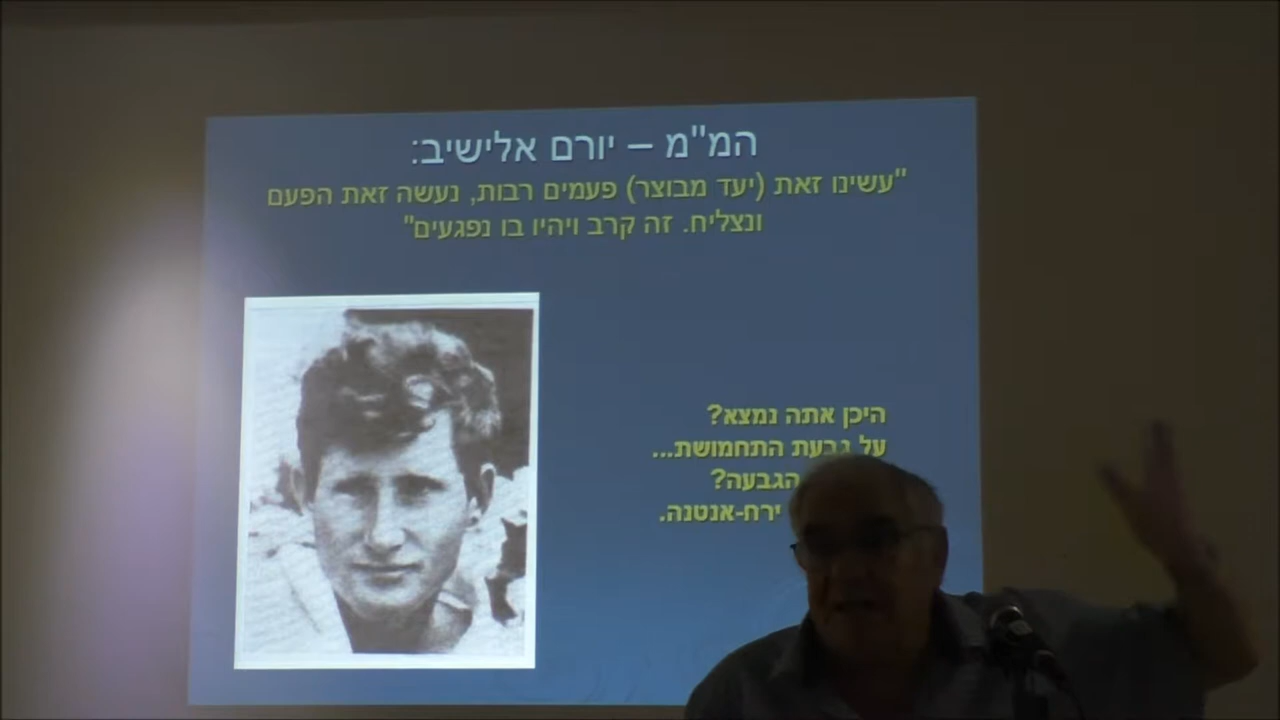 המ"מ – יורם אלישיב:
"עשינו זאת (יעד מבוצר) פעמים רבות, נעשה זאת הפעם
ונצליח. זה קרב ויהיו בו נפגעים"
היכן אתה נמצא?
על גבעת התחמושת...
הגבעה?
ירח-אנטנה.